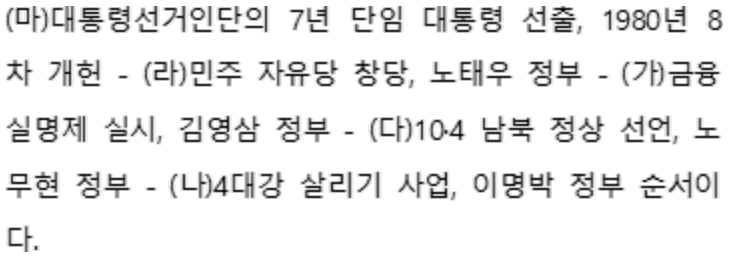 (마)대통령선거인단의 7년 단임 대통령 선출, 1980년 8
차 개헌 - (라)민주 자유당 창당, 노태우 정부 - (가)금융
실명제 실시, 김영삼 정부 - (다)10·4 남북 정상 선언, 노
무현 정부 - (나)4대강 살리기 사업, 이명박 정부 순서이
다.